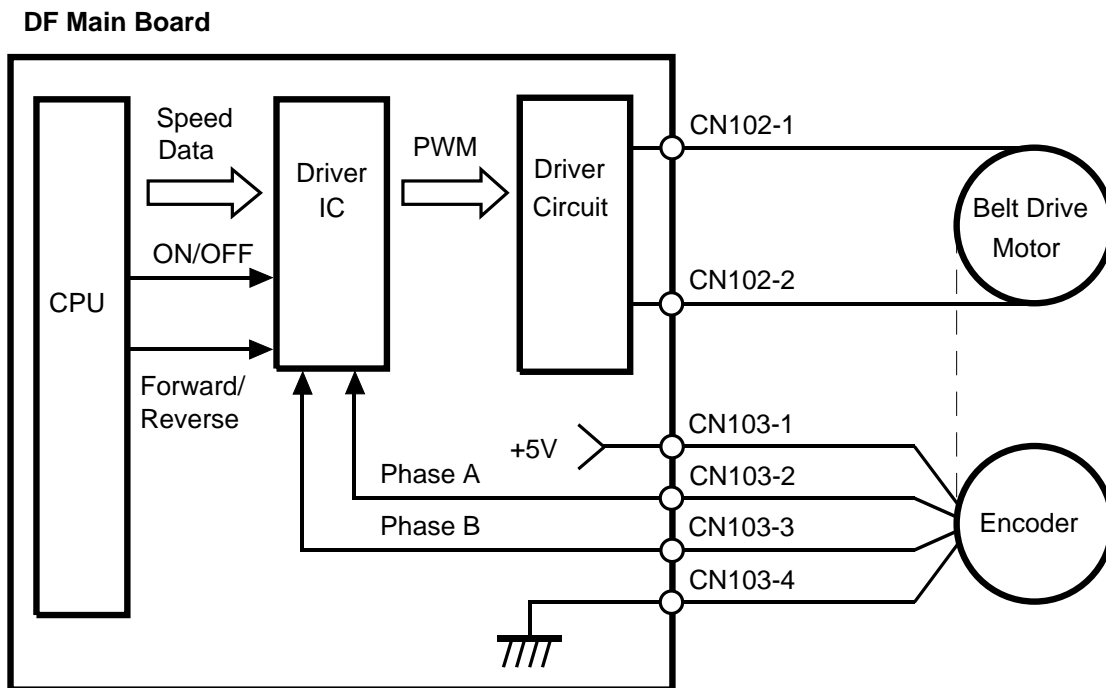 DF Main Board
Speed
Data
Driver
IC
PWM
Driver
Circuit
CN102-1
Belt Drive
Motor
ON/OFF
CPU
CN102-2
Forward/
Reverse
+5V
CN103-1
Phase A
CN103-2
Phase B
CN103-3
Encoder
CN103-4